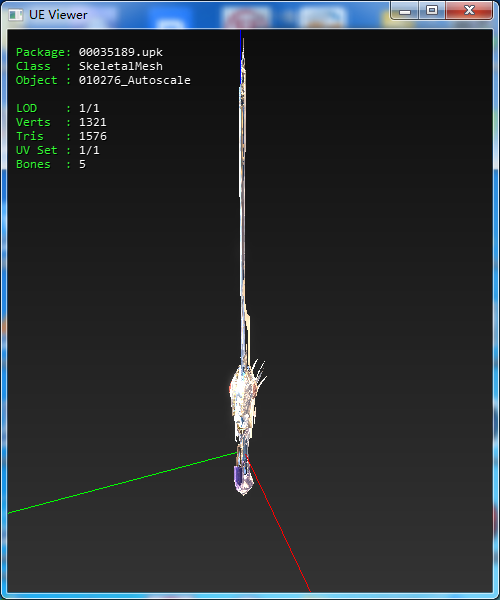 UE Viewer
Package: 00035189.upk
Class : SkeletalMesh
Object : 010276_Autoscale
LOD : 1/1
Verts : 1321
Tris : 1576
UV Set : 1/1
Bones : 5